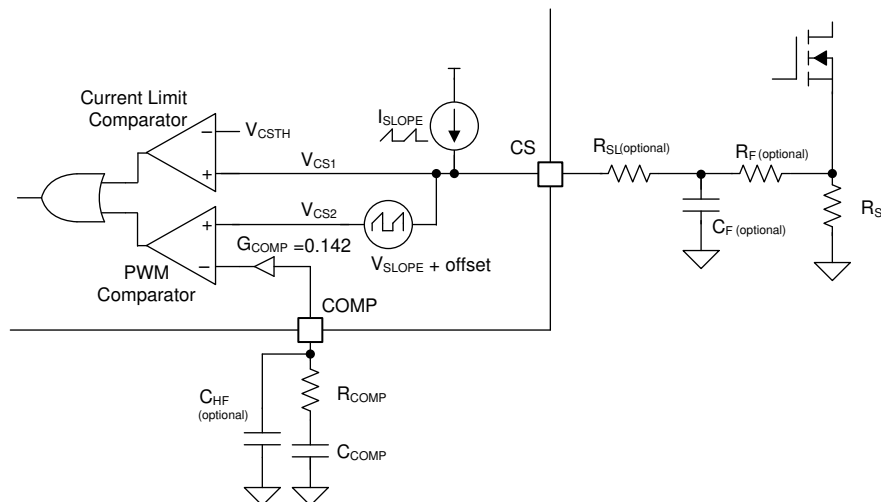 Current Limit
Comparator
V_CSTH
I_SLOPE
V_CS1
CS
R_SL(optional)
R_F (optional)
C_F (optional)
R_S
V_CS2
G_COMP =0.142
V_SLOPE + offset
PWM
Comparator
COMP
C_HF
(optional)
R_COMP
C_COMP